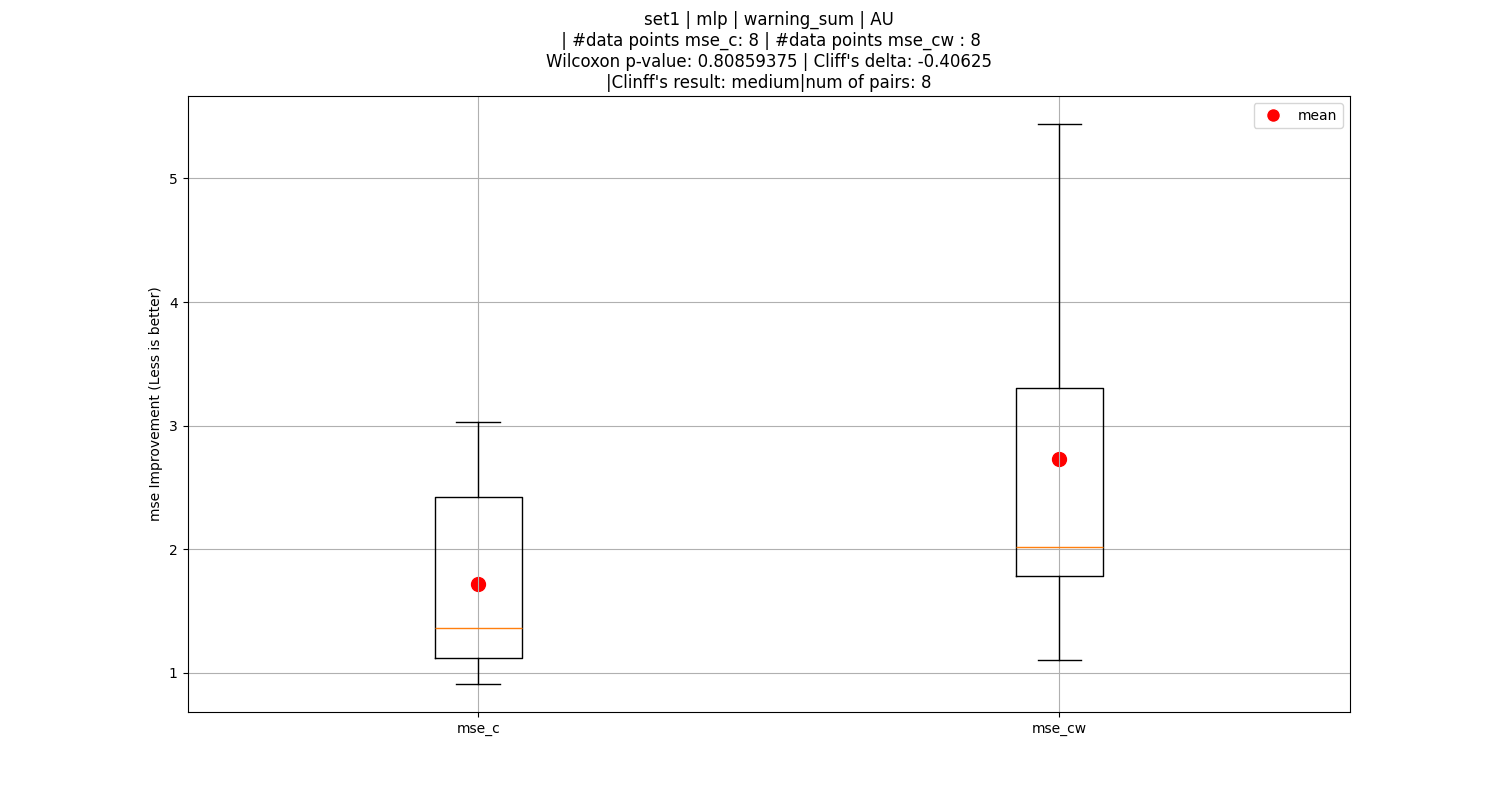 set1 | mlp | warning_sum | AU
| #data points mse_c: 8 | #data points mse_cw : 8
Wilcoxon p-value: 0.80859375 | Cliff's delta: -0.40625
|Clinff's result: medium|num of pairs: 8
mean
mse Improvement (Less is better)
5
4
3
2
1
mse_c
mse_cw